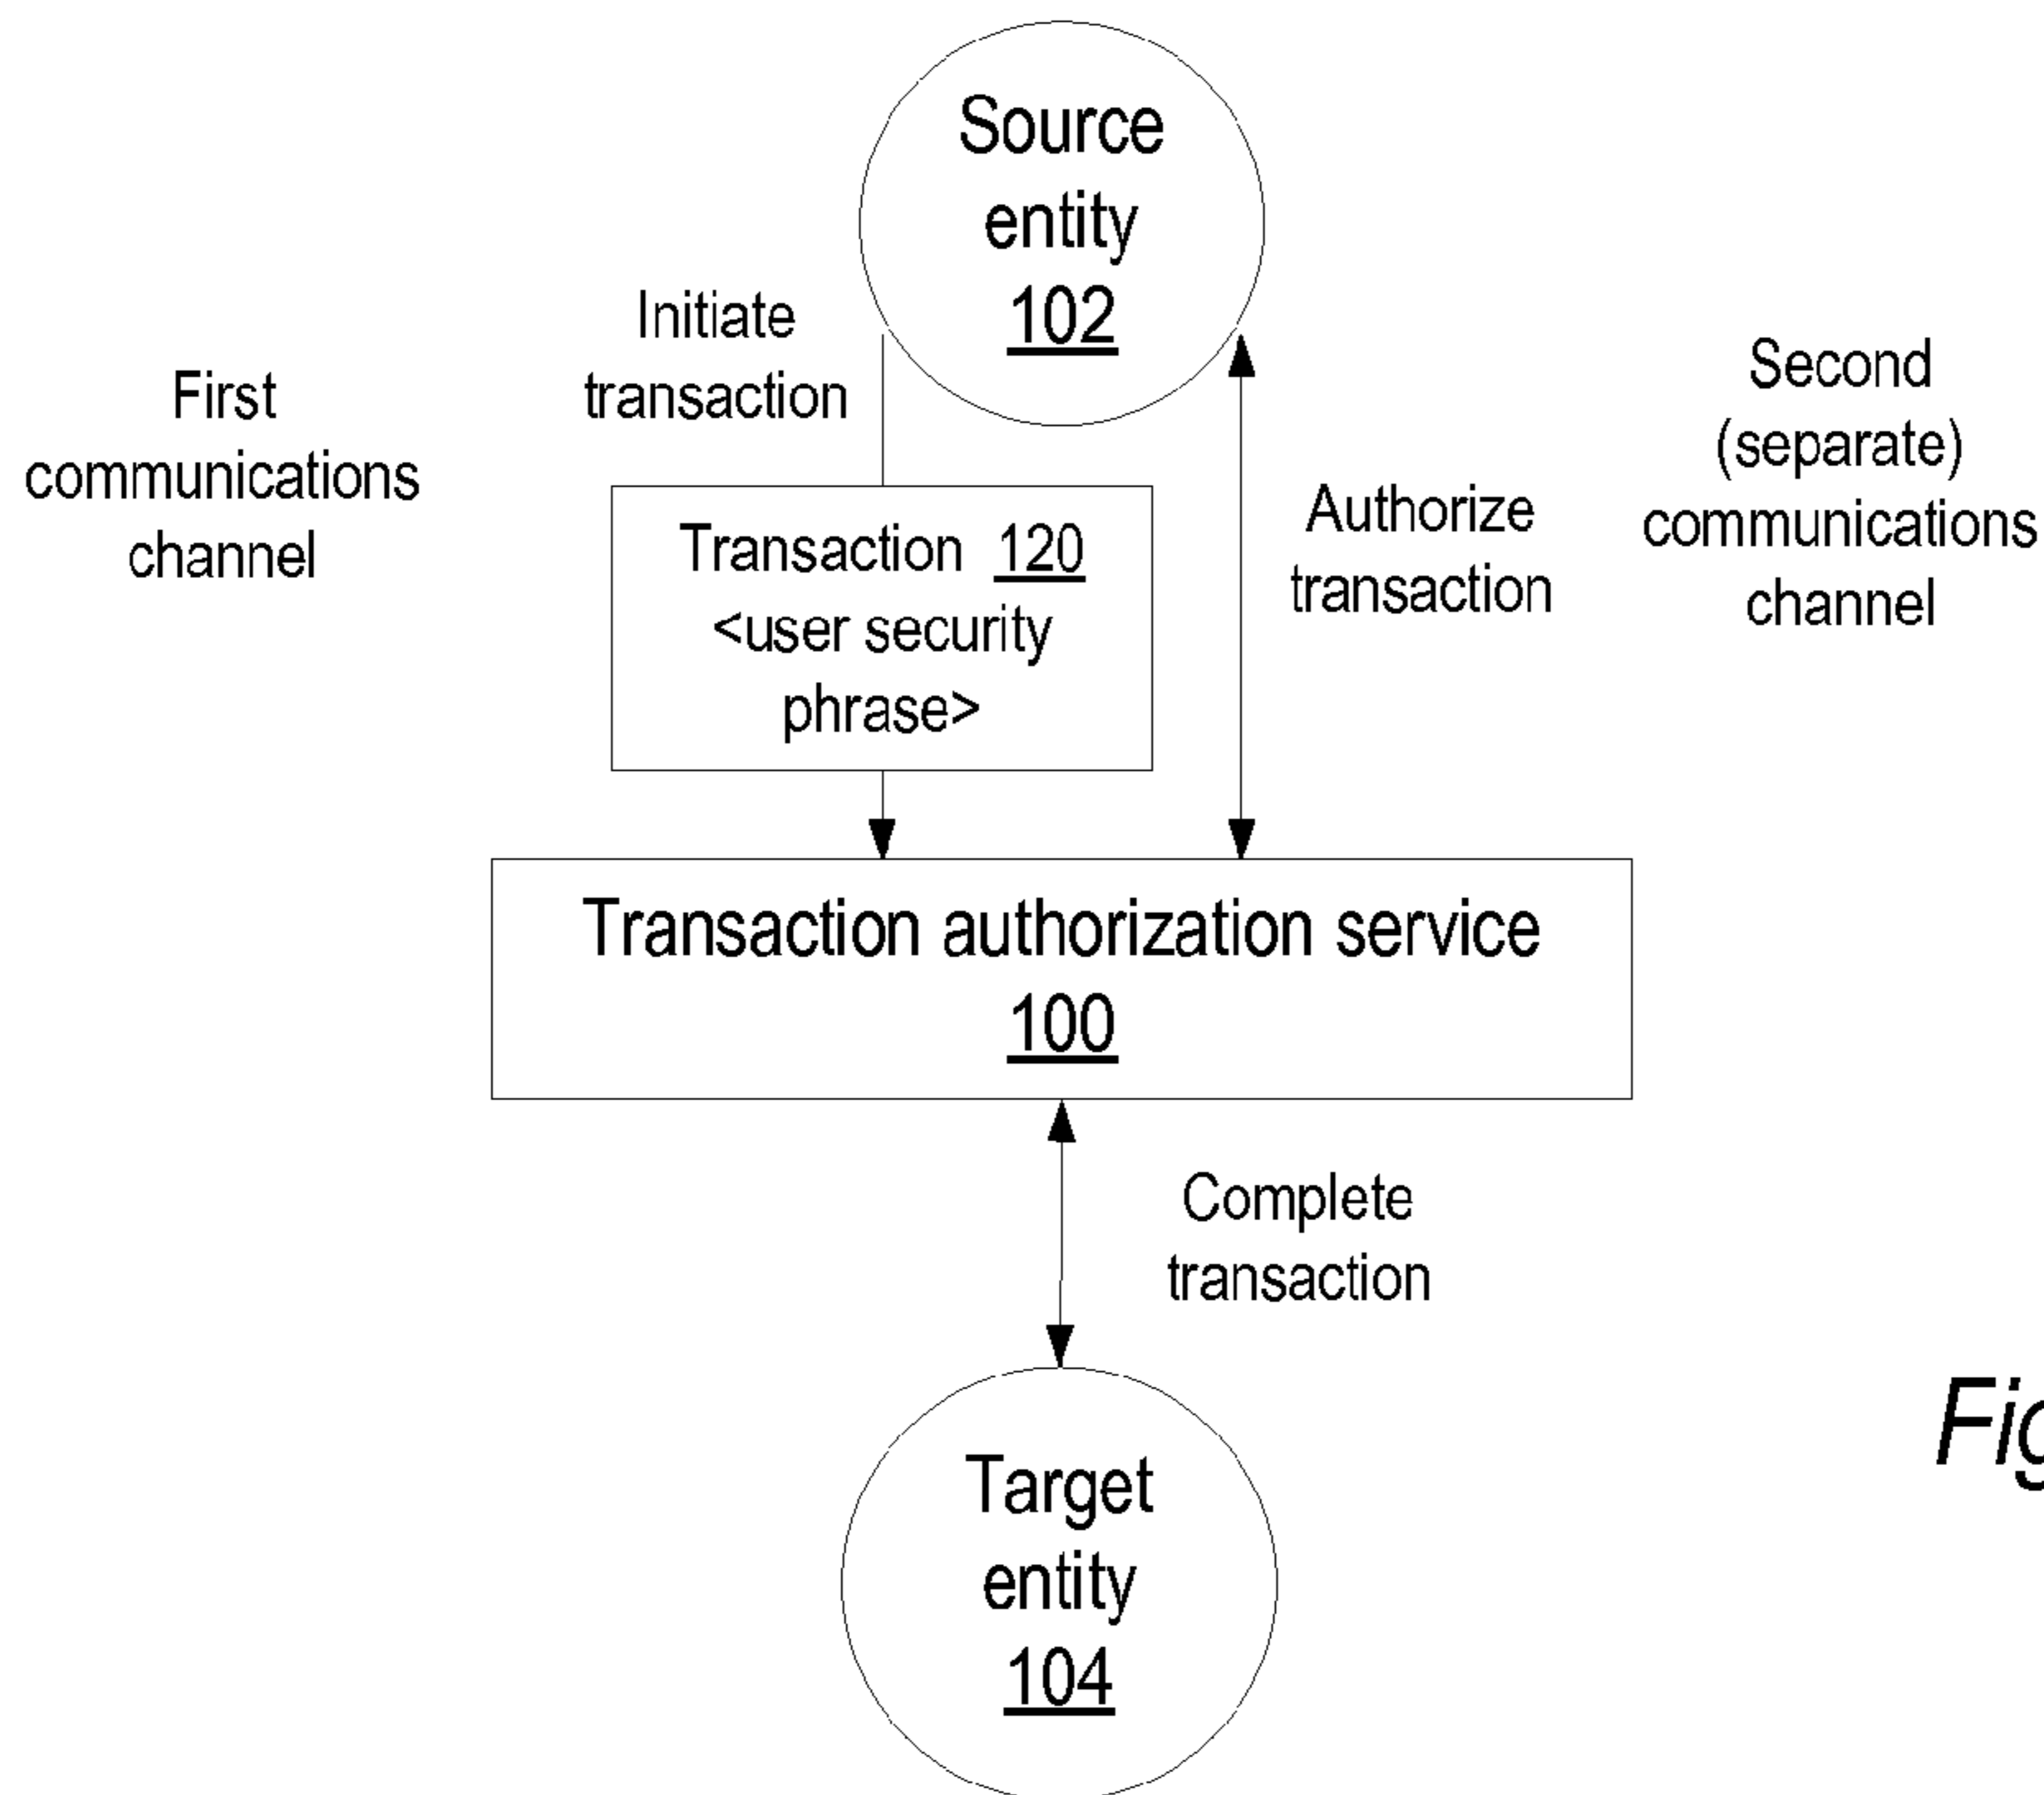 Source
entity
102
Initiate
transaction
First
communications
channel
Second
(separate)
communications
channel
Authorize
transaction
Transaction 120
<user security
phrase>
Transaction authorization service
100
Complete
transaction
Target
entity
104